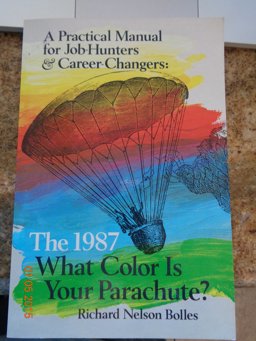 A Practical Manual
for Job-Hunters
& Career-Changers:
The 1987
What Color Is
Your Parachute?
Richard Nelson Bolles